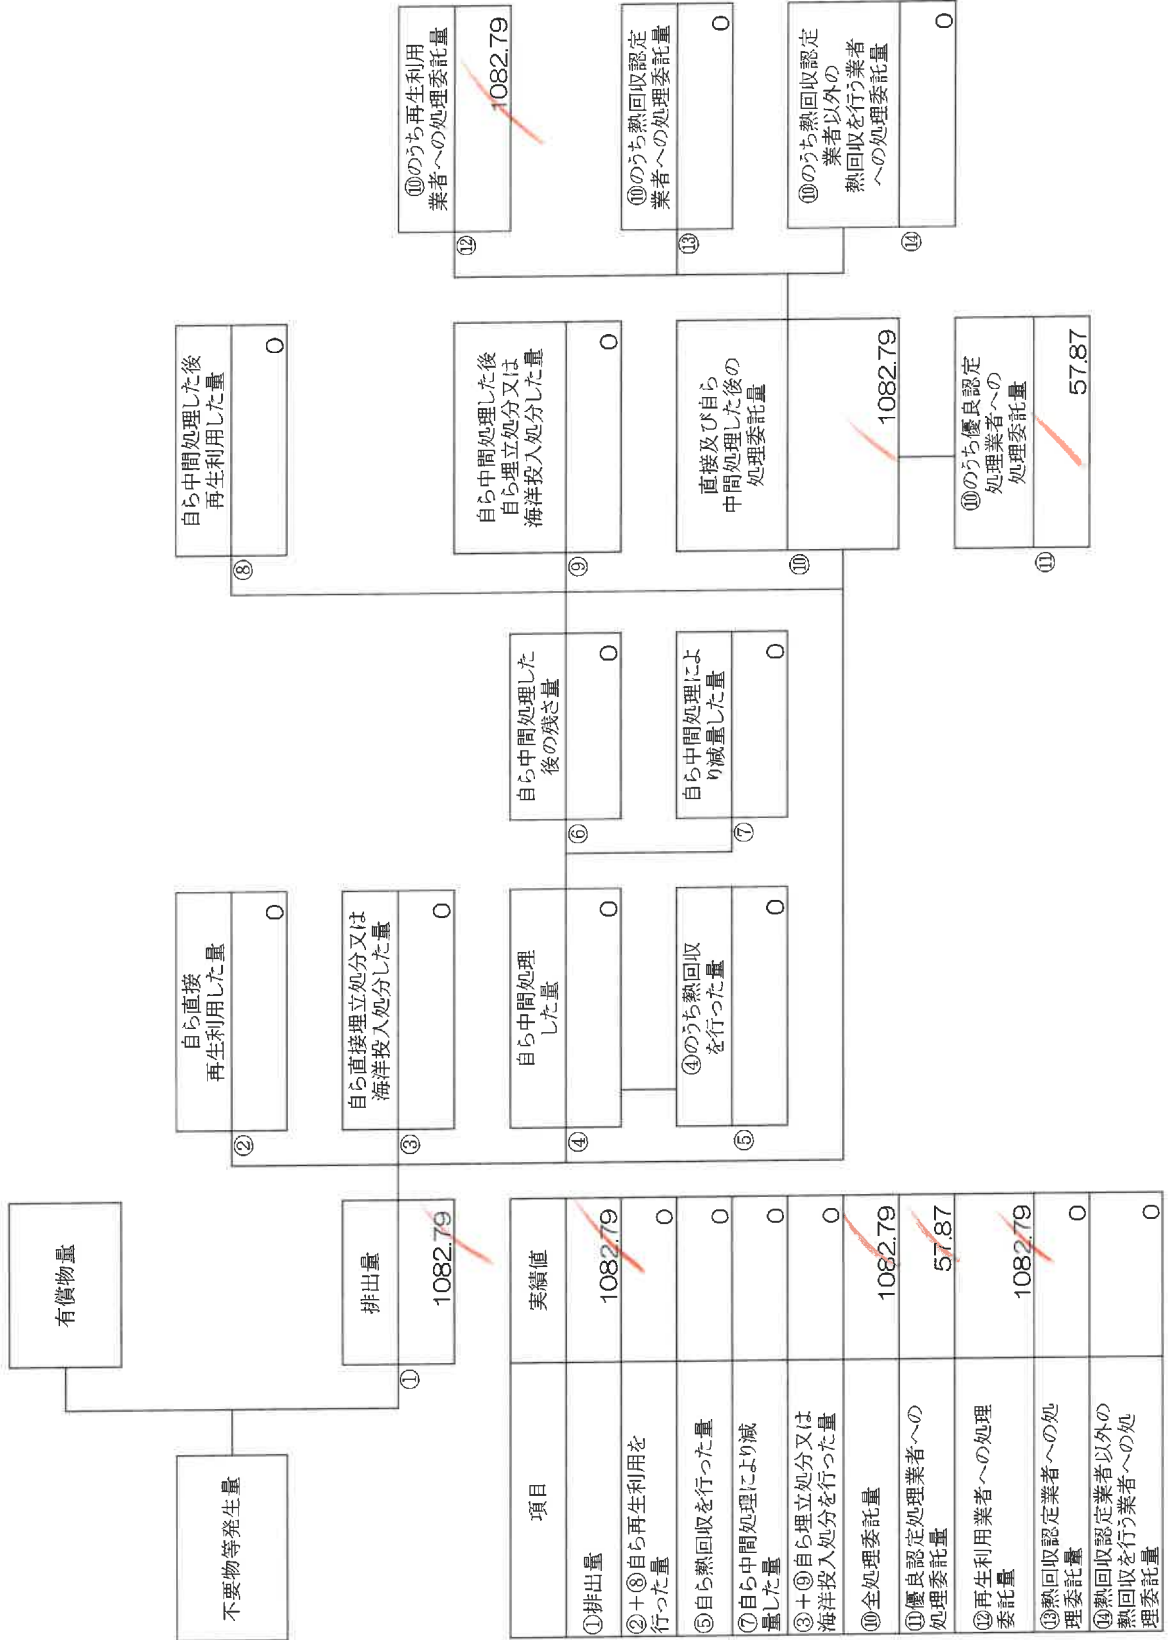 有償物量
不要物等発生量
排出量
①
1082.79
自ら直接
再生利用した量
②
0
自ら直接埋立処分又は
海洋投入処分した量
③
0
自ら中間処理
した量
④
0
④のうち熱回収
を行った量
⑤
0
自ら中間処理した
後の残さ量
⑥
0
自ら中間処理によ
り減量した量
⑦
0
自ら中間処理した後
再生利用した量
⑧
0
自ら中間処理した後
自ら埋立処分又は
海洋投入処分した量
⑨
0
直接及び自ら
中間処理した後の
処理委託量
⑩
1082.79
⑩のうち優良認定
処理業者への
処理委託量
⑪
57.87
⑩のうち再生利用
業者への処理委託量
⑫
1082.79
⑩のうち熱回収認定
業者への処理委託量
⑬
0
⑩のうち熱回収認定
業者以外の
熱回収を行う業者
への処理委託量
⑭
0
項目 実績値
①排出量 1082.79
②+⑧自ら再生利用を
行った量 0
⑤自ら熱回収を行った量 0
⑦自ら中間処理により減
量した量 0
③+⑨自ら埋立処分又は
海洋投入処分を行った量 0
⑩全処理委託量 1082.79
⑪優良認定処理業者への
処理委託量 57.87
⑫再生利用業者への処理
委託量 1082.79
⑬熱回収認定業者への処
理委託量 0
⑭熱回収認定業者以外の
熱回収を行う業者への処
理委託量 0